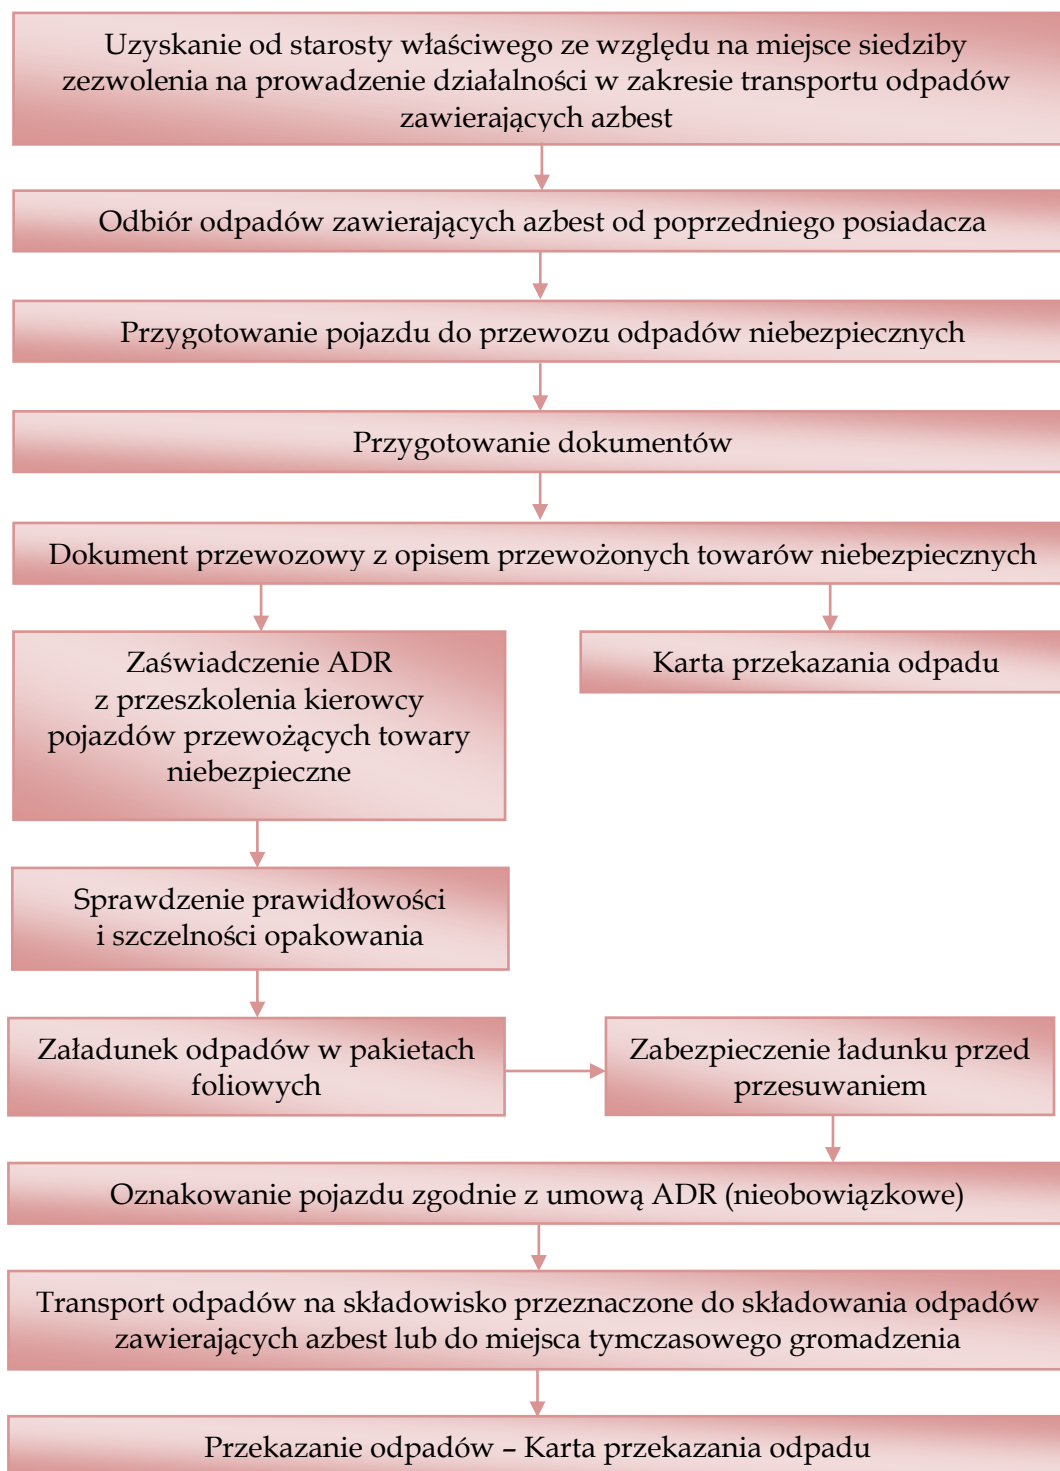 Uzyskanie od starosty właściwego ze względu na miejsce siedziby
zezwolenia na prowadzenie działalności w zakresie transportu odpadów
zawierających azbest
Odbiór odpadów zawierających azbest od poprzedniego posiadacza
Przygotowanie pojazdu do przewozu odpadów niebezpiecznych
Przygotowanie dokumentów
Dokument przewozowy z opisem przewożonych towarów niebezpiecznych
Zaświadczenie ADR
z przeszkolenia kierowcy
pojazdów przewożących towary
niebezpieczne
Karta przekazania odpadu
Sprawdzenie prawidłowości
i szczelności opakowania
Załadunek odpadów w pakietach
foliowych
Zabezpieczenie ładunku przed
przesuwaniem
Oznakowanie pojazdu zgodnie z umową ADR (nieobowiązkowe)
Transport odpadów na składowisko przeznaczone do składowania odpadów
zawierających azbest lub do miejsca tymczasowego gromadzenia
Przekazanie odpadów – Karta przekazania odpadu